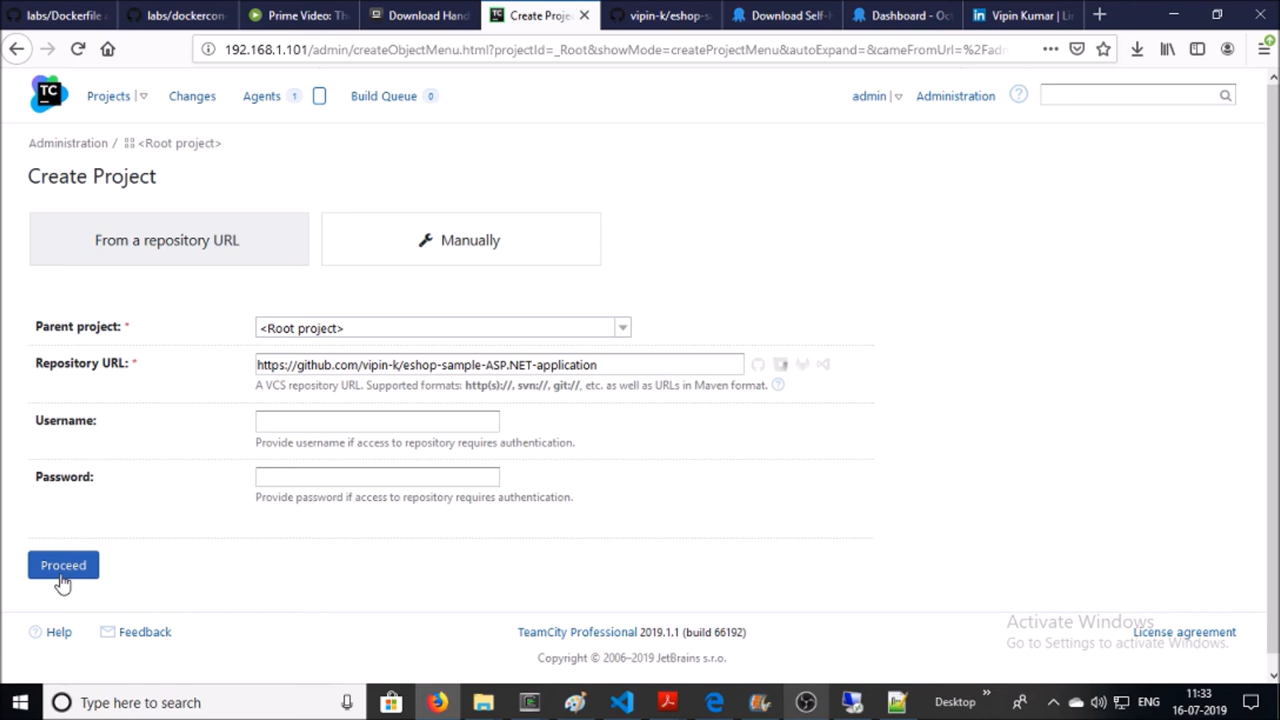 labs/Dockerfile
labs/dockercon
Prime Video: Th
Download Hand
Create Proje
vipin-k/eshop-sa
Download Self-H
Dashboard - Oct
Vipin Kumar | Lin
192.168.1.101/admin/createObjectMenu.html?projectId=_Root&showMode=createProjectMenu&autoExpand=&cameFromUrl=%2Fadn
TC
Projects
Changes
Agents 1
Build Queue 0
admin
Administration
Administration / <Root project>
Create Project
From a repository URL
Manually
Parent project: *
<Root project>
Repository URL: *
https://github.com/vipin-k/eshop-sample-ASP.NET-application
A VCS repository URL. Supported formats: http(s)://, svn://, git://, etc. as well as URLs in Maven format.
Username:
Provide username if access to repository requires authentication.
Password:
Provide password if access to repository requires authentication.
Proceed
Help
Feedback
TeamCity Professional 2019.1.1 (build 66192)
License agreement
Copyright © 2006–2019 JetBrains s.r.o.
Activate Windows
Go to Settings to activate Windows.
Type here to search
Desktop
ENG
11:33
16-07-2019